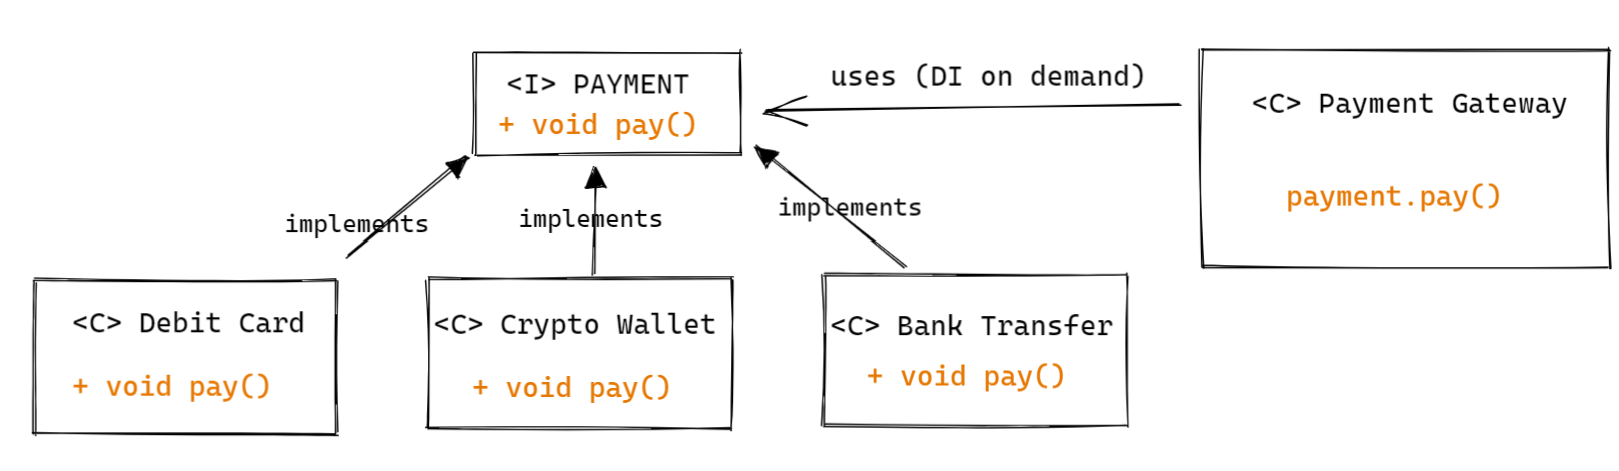 <I> PAYMENT
+ void pay()
uses (DI on demand)
<C> Payment Gateway
payment.pay()
implements
implements
implements
<C> Debit Card
+ void pay()
<C> Crypto Wallet
+ void pay()
<C> Bank Transfer
+ void pay()